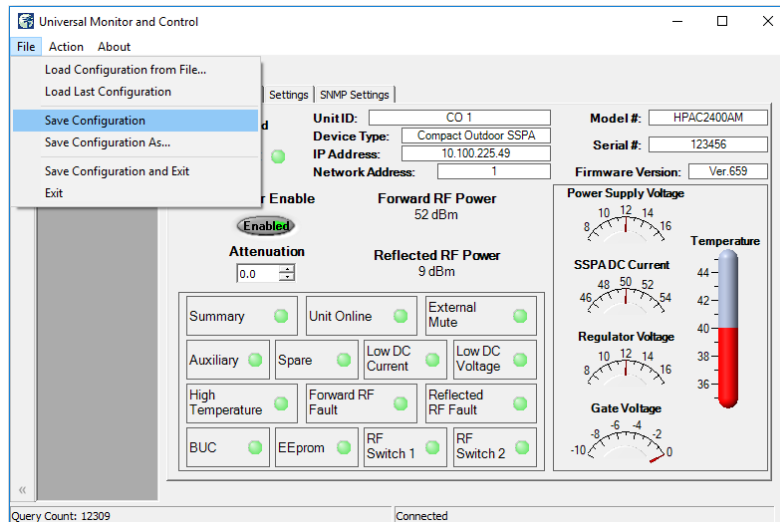 Universal Monitor and Control
File Action About
Load Configuration from File...
Load Last Configuration
Save Configuration
Save Configuration As...
Save Configuration and Exit
Exit
Settings SNMP Settings
d
Unit ID: CO 1
Device Type: Compact Outdoor SSPA
IP Address: 10.100.225.49
Network Address: 1
Model #: HPAC2400AM
Serial #: 123456
Firmware Version: Ver.659
r Enable
Enabled
Attenuation
0.0
Forward RF Power
52 dBm
Reflected RF Power
9 dBm
Summary
Unit Online
External
Mute
Auxiliary
Spare
Low DC
Current
Low DC
Voltage
High
Temperature
Forward RF
Fault
Reflected
RF Fault
BUC
EEprom
RF
Switch 1
RF
Switch 2
Power Supply Voltage
8 10 12 14 16
SSPA DC Current
46 48 50 52 54
Regulator Voltage
8 10 12 14 16
Gate Voltage
-10 -8 -6 -4 -2 0
Temperature
44
42
40
38
36
«
Query Count: 12309
Connected